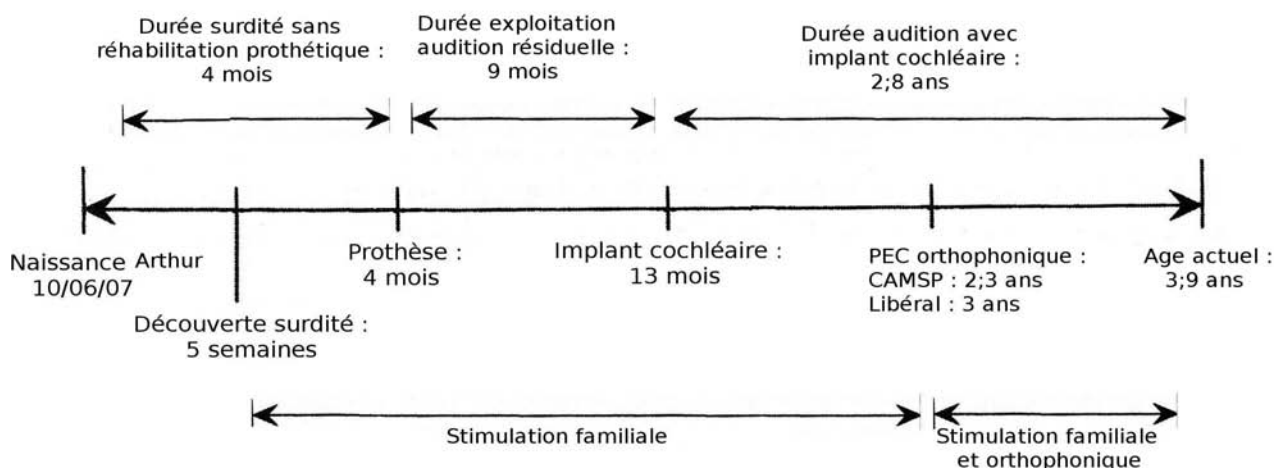 Durée surdité sans
réhabilitation prothétique :
4 mois
Durée exploitation
audition résiduelle :
9 mois
Durée audition avec
implant cochléaire :
2;8 ans
Naissance Arthur
10/06/07
Découverte surdité :
5 semaines
Prothèse :
4 mois
Implant cochléaire :
13 mois
PEC orthophonique :
CAMSP : 2;3 ans
Libéral : 3 ans
Age actuel :
3;9 ans
Stimulation familiale
Stimulation familiale
et orthophonique